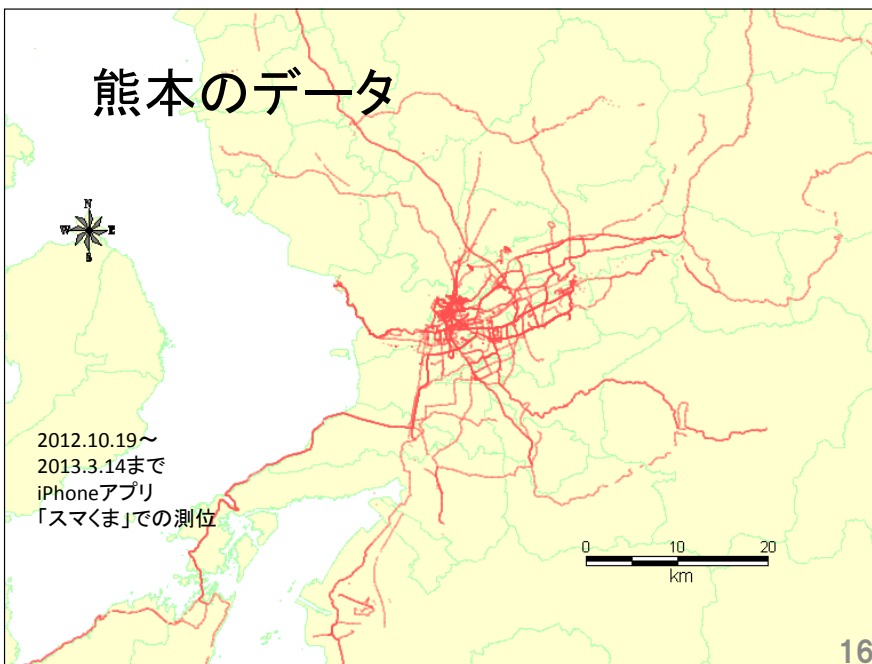 熊本のデータ
N
W E
S
2012.10.19～
2013.3.14まで
iPhoneアプリ
「スマくま」での測位
0 10 20
km
16